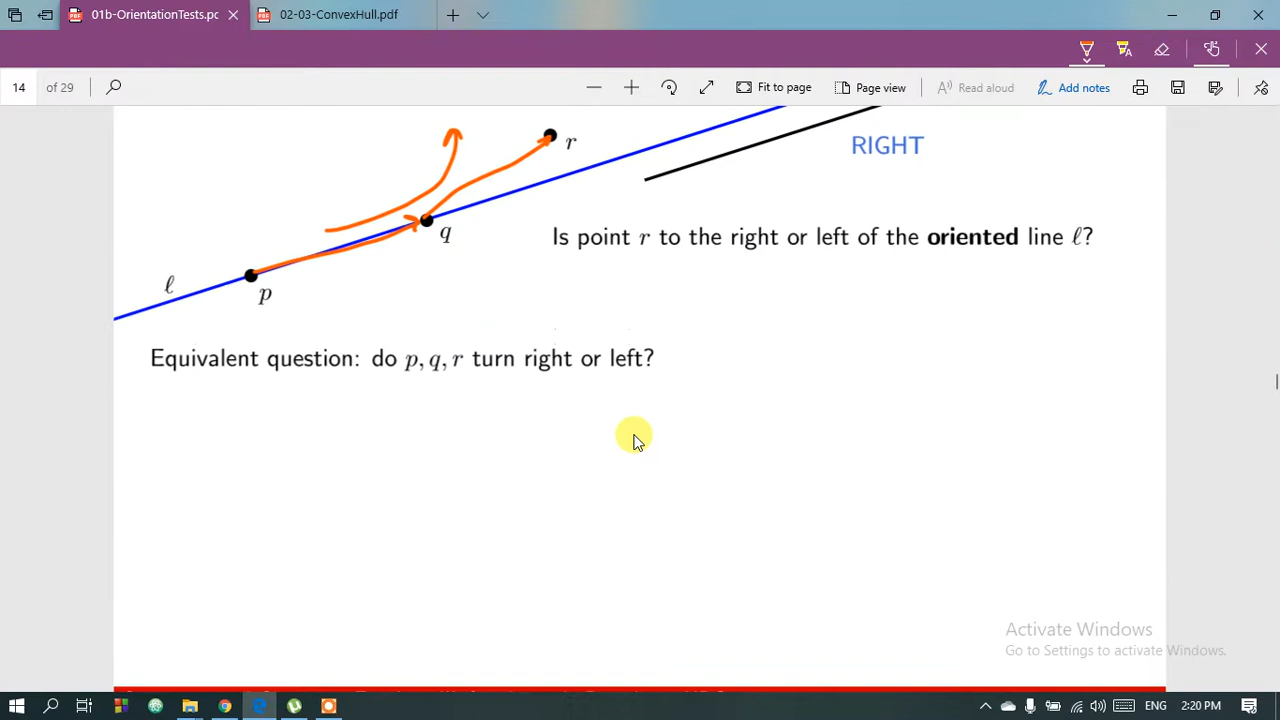 01b-OrientationTests.pc
02-03-ConvexHull.pdf
14 of 29
Fit to page
Page view
Read aloud
Add notes
RIGHT
r
q
Is point r to the right or left of the oriented line ℓ?
ℓ
p
Equivalent question: do p, q, r turn right or left?
Activate Windows
Go to Settings to activate Windows.
ENG
2:20 PM